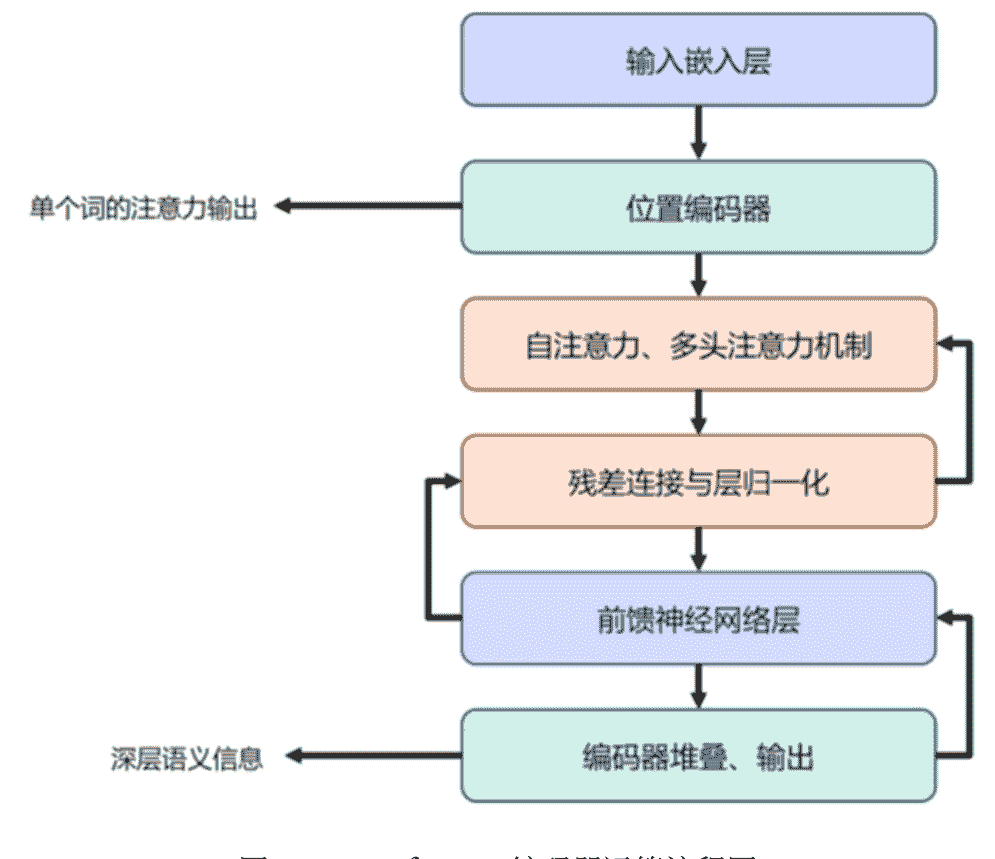 输入嵌入层
单个词的注意力输出
位置编码器
自注意力、多头注意力机制
残差连接与层归一化
前馈神经网络层
深层语义信息
编码器堆叠、输出